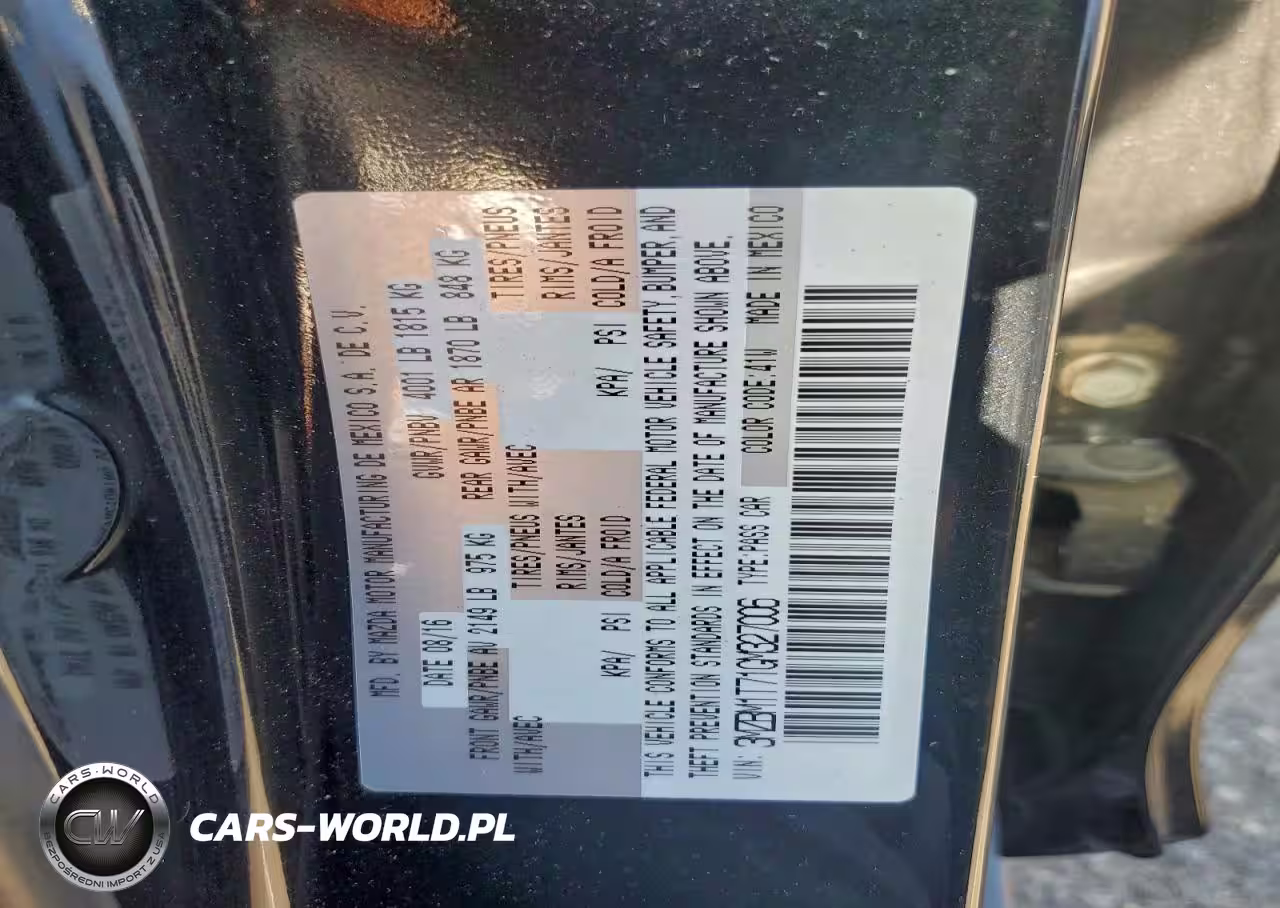 MFD. BY MAZDA MOTOR MANUFACTURING DE MEXICO S.A. DE C.V.
DATE 08/16 GVWR/PNBV 4001 LB 1815 KG
FRONT GAWR/PNBE AV 2149 LB 975 KG REAR GAWR/PNBE AR 1870 LB 848 KG
WITH/AVEC TIRES/PNEUS WITH/AVEC TIRES/PNEUS
RIMS/JANTES RIMS/JANTES
KPA/ PSI COLD/A FROID KPA/ PSI COLD/A FROID
THIS VEHICLE CONFORMS TO ALL APPLICABLE FEDERAL MOTOR VEHICLE SAFETY, BUMPER, AND
THEFT PREVENTION STANDARDS IN EFFECT ON THE DATE OF MANUFACTURE SHOWN ABOVE.
VIN: 3MZBM1T71GM327006 TYPE:PASS CAR COLOR CODE:41W MADE IN MEXICO
CARS-WORLD
CW
BEZPOŚREDNI IMPORT Z USA
CARS-WORLD.PL